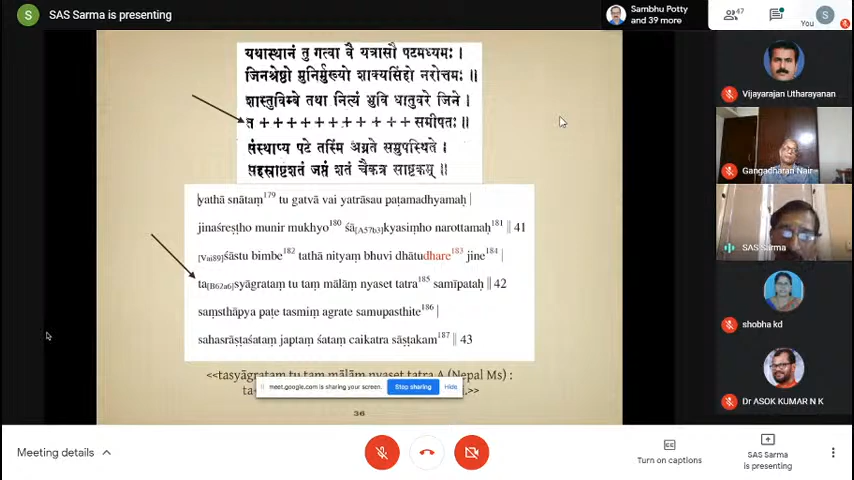 S SAS Sarma is presenting
Sambhu Potty
and 39 more
47
S
You
यथास्थानं तु गत्वा वै यत्रासौ पटमध्यमः ।
जिनश्रेष्ठो मुनिर्मुख्यो शाक्यसिंहो नरोत्तमः ॥
शास्तुबिम्बे तथा नित्यं भुवि धातुवरे जिने ।
त + + + + + + + + + + + समीपतः ॥
संस्थाप्य पटे तस्मिं अग्रते समुपस्थिते ।
सहस्राष्टशतं जप्तं शतं चैकत्र साष्टकम् ॥
yathā snātaṃ179 tu gatvā vai yatrāsau paṭamadhyamaḥ |
jinaśreṣṭho munir mukhyo180 śā[A57b3]kyasiṃho narottamaḥ181 || 41
[Vai89]śāstu bimbe182 tathā nityaṃ bhuvi dhātudhare183 jine184 |
ta[B62a6]syāgrataṃ tu taṃ mālāṃ nyaset tatra185 samīpataḥ || 42
saṃsthāpya paṭe tasmiṃ agrate samupasthite186 |
sahasrāṣṭaśataṃ japtaṃ śataṃ caikatra sāṣṭakam187 || 43
<<tasyāgrataṃ tu taṃ mālāṃ nyaset tatra A (Nepal Ms) :
ta
.>>
meet.google.com is sharing your screen.
Stop sharing
Hide
36
Vijayarajan Utharayanan
Gangadharan Nair
SAS Sarma
shobha kd
Dr ASOK KUMAR N K
Meeting details
Turn on captions
SAS Sarma
is presenting